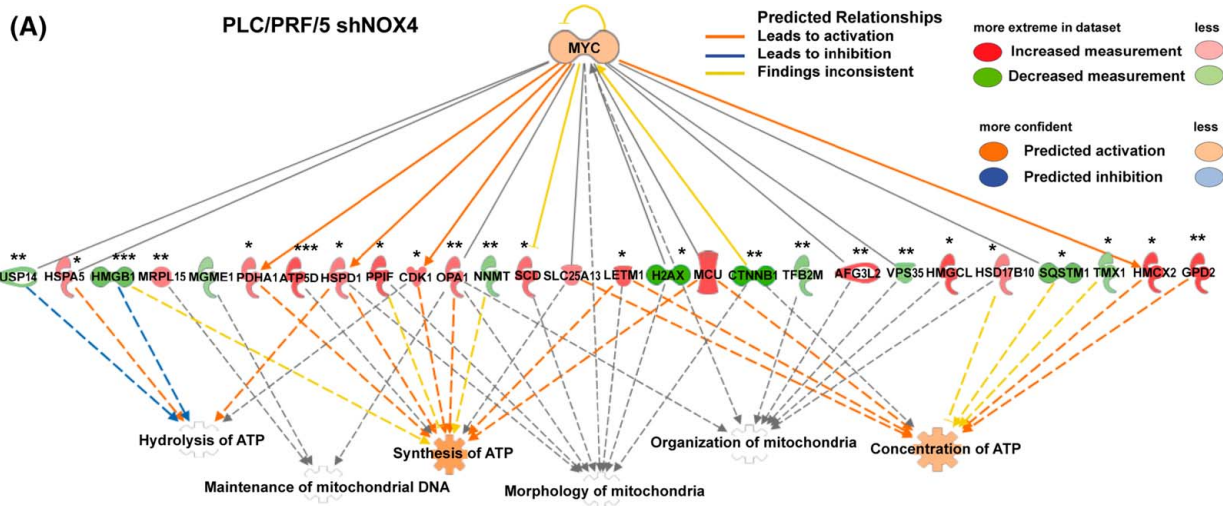 (A)
PLC/PRF/5 shNOX4
MYC
Predicted Relationships
Leads to activation
Leads to inhibition
Findings inconsistent
more extreme in dataset less
Increased measurement
Decreased measurement
more confident less
Predicted activation
Predicted inhibition
** * *** ** * *** * * * ** ** * * * ** ** ** ** * * * * * **
USP14 HSPA5 HMGB1 MRPL15 MGME1 PDHA1 ATP5D HSPD1 PPIF CDK1 OPA1 NNMT SCD SLC25A13 LETM1 H2AX MCU CTNNB1 TFB2M AFG3L2 VPS35 HMGCL HSD17B10 SQSTM1 TMX1 HMCX2 GPD2
Hydrolysis of ATP
Synthesis of ATP
Organization of mitochondria
Concentration of ATP
Maintenance of mitochondrial DNA
Morphology of mitochondria